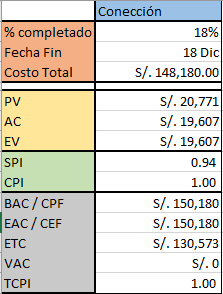 Conección
% completado 18%
Fecha Fin 18 Dic
Costo Total S/. 148,180.00
PV S/. 20,771
AC S/. 19,607
EV S/. 19,607
SPI 0.94
CPI 1.00
BAC / CPF S/. 150,180
EAC / CEF S/. 150,180
ETC S/. 130,573
VAC S/. 0
TCPI 1.00